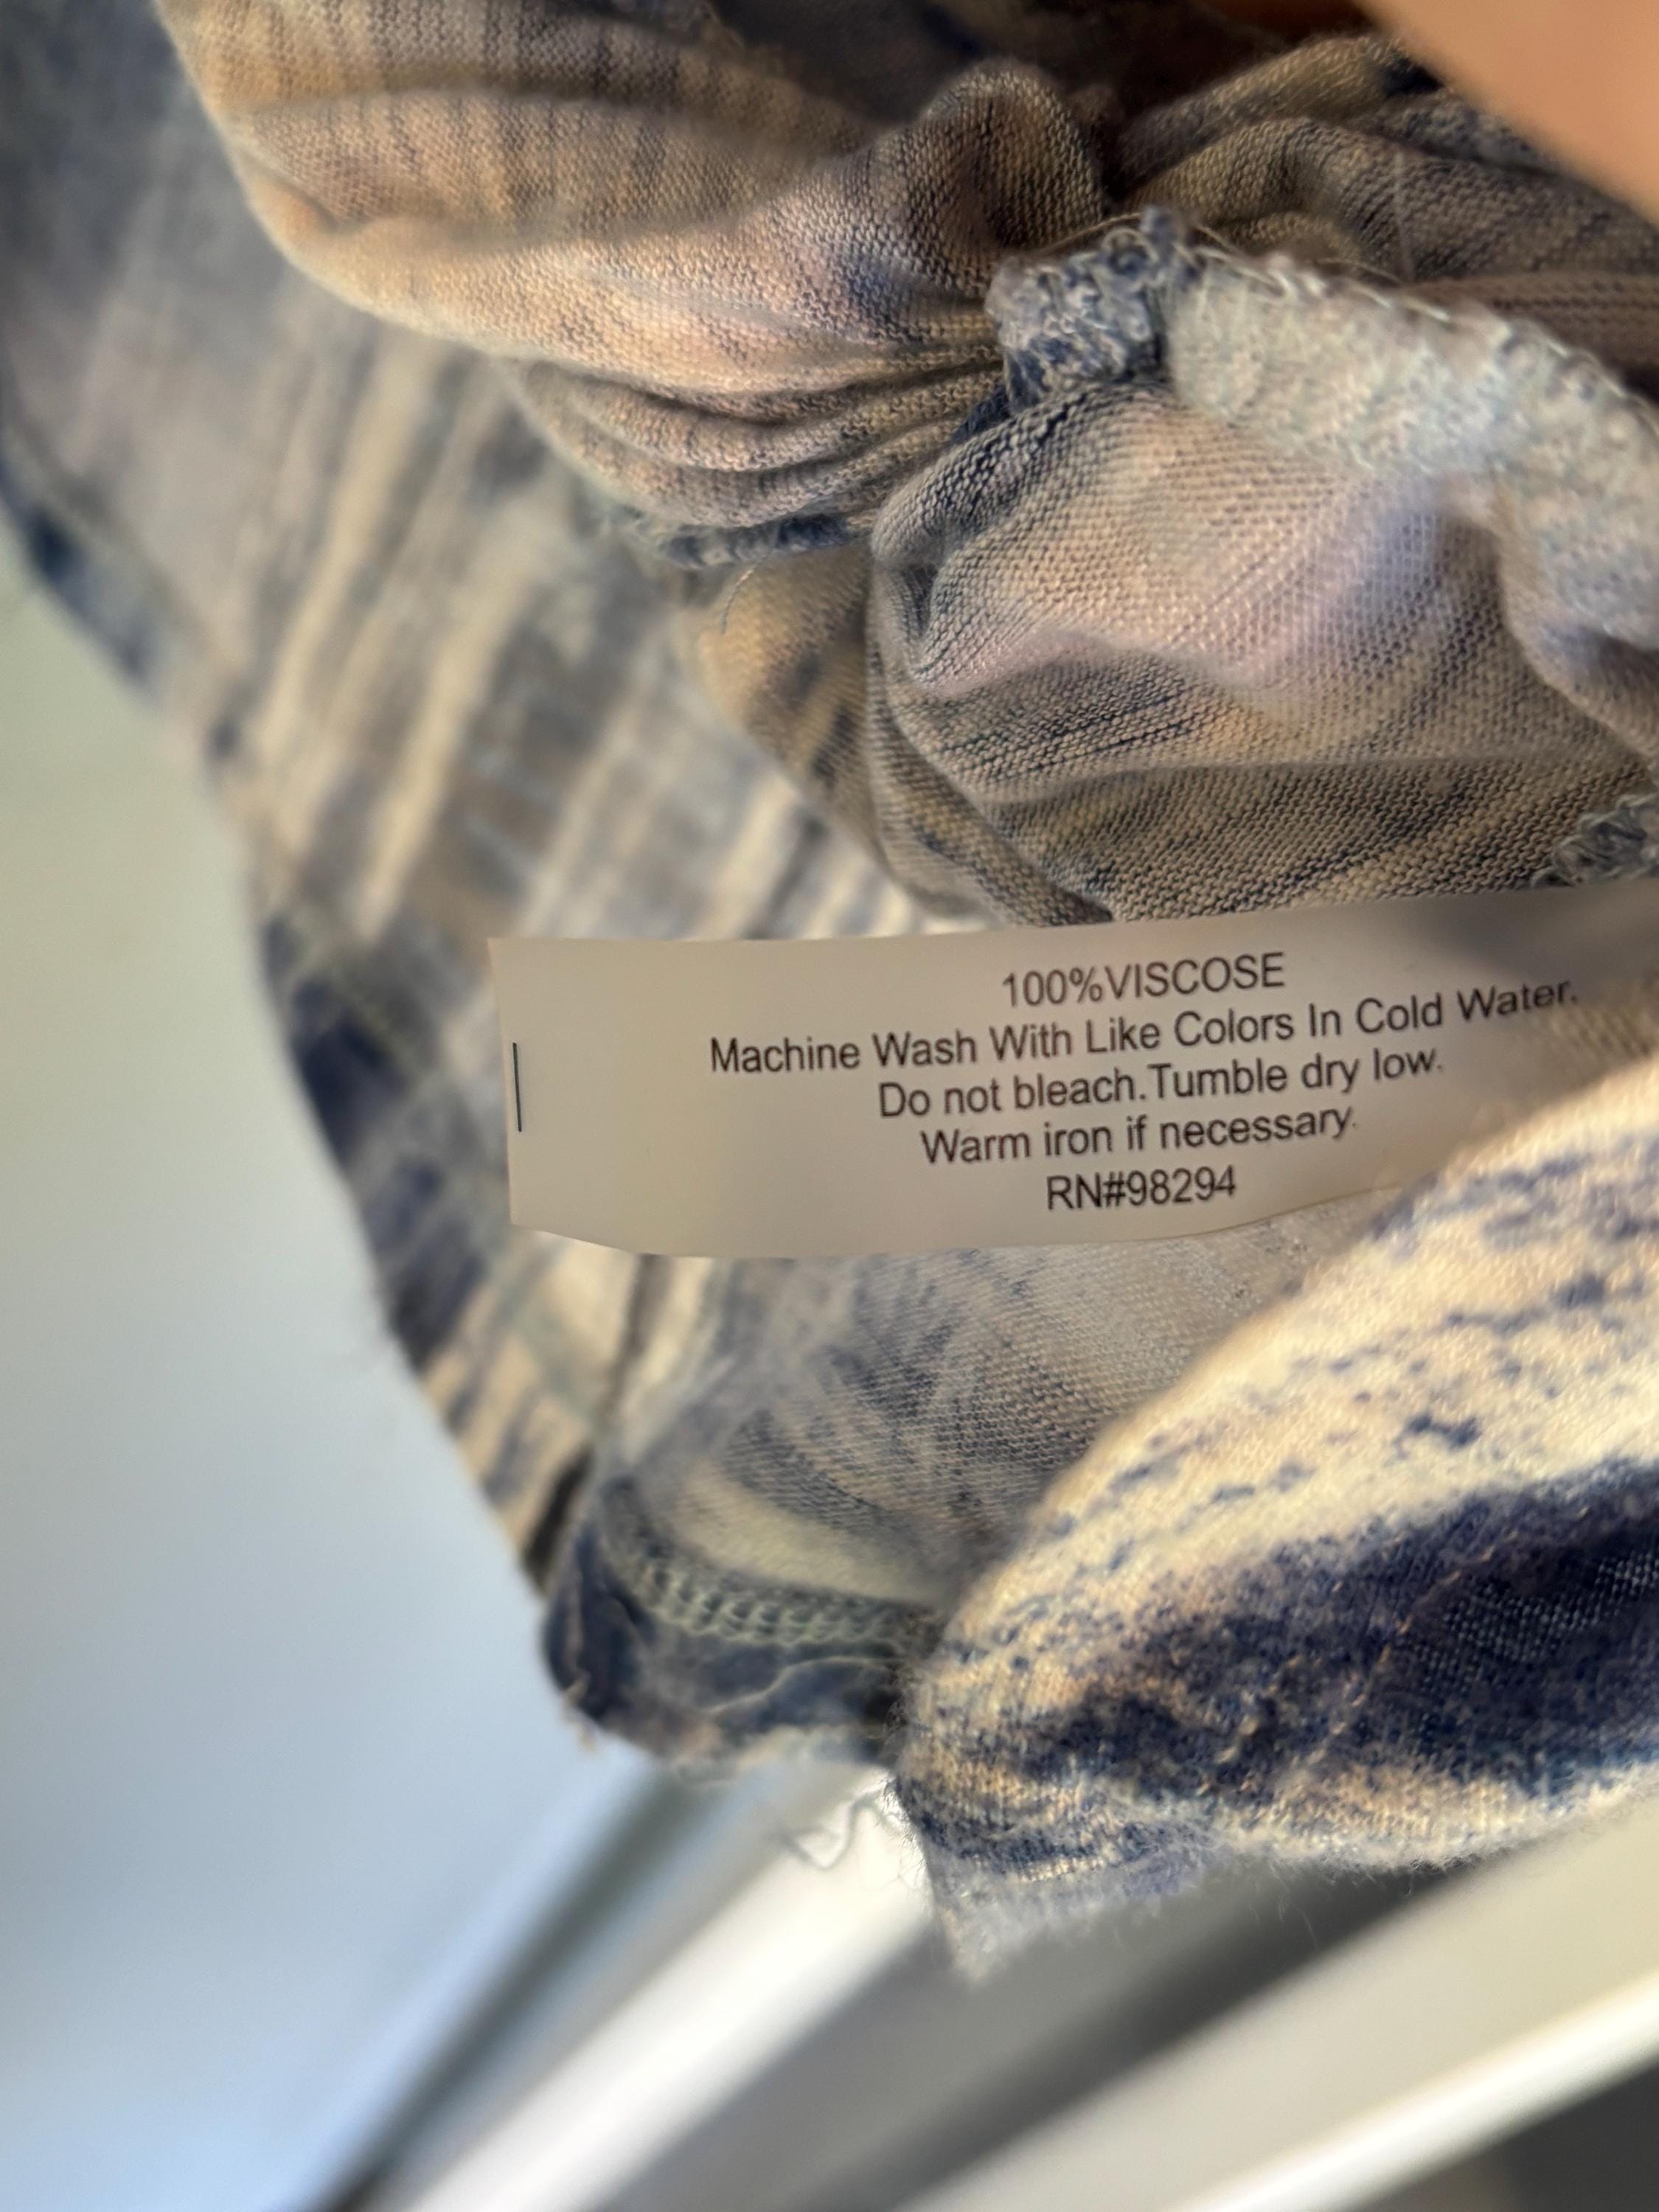 100%VISCOSE
Machine Wash With Like Colors In Cold Water.
Do not bleach.Tumble dry low.
Warm iron if necessary.
RN#98294